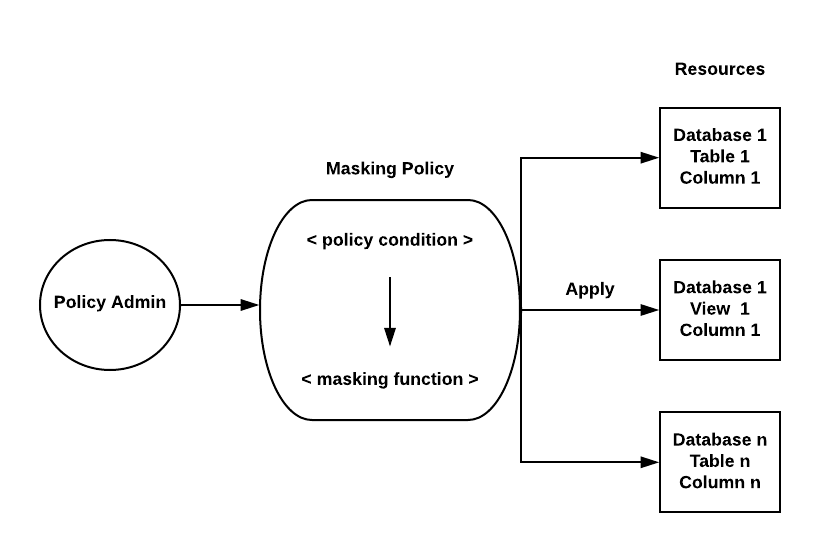 Resources
Database 1
Table 1
Column 1
Masking Policy
< policy condition >
Policy Admin
Apply
Database 1
View  1
Column 1
< masking function >
Database n
Table n
Column n